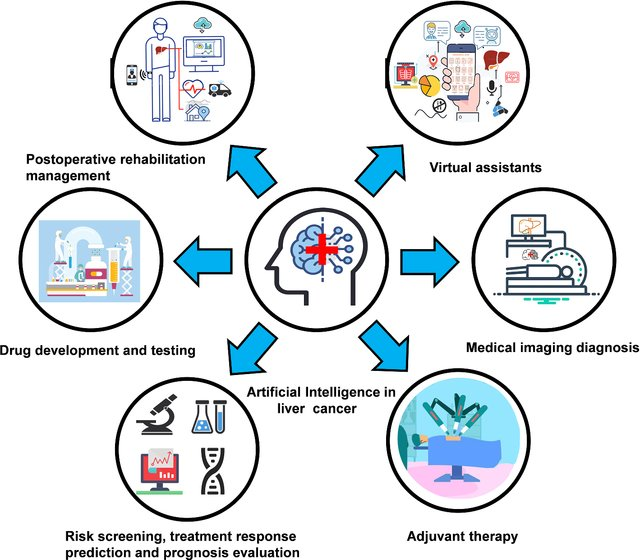 Postoperative rehabilitation
management
Virtual assistants
Drug development and testing
Medical imaging diagnosis
Artificial Intelligence in
liver cancer
Risk screening, treatment response
prediction and prognosis evaluation
Adjuvant therapy